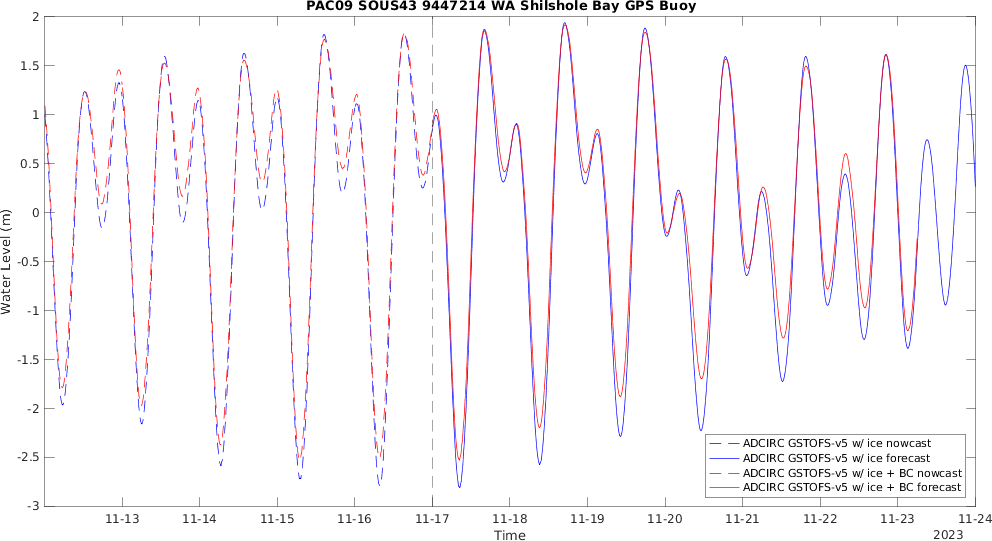 PAC09 SOUS43 9447214 WA Shilshole Bay GPS Buoy
Water Level (m)
2
1.5
1
0.5
0
-0.5
-1
-1.5
-2
-2.5
-3
ADCIRC GSTOFS-v5 w/ ice nowcast
ADCIRC GSTOFS-v5 w/ ice forecast
ADCIRC GSTOFS-v5 w/ ice + BC nowcast
ADCIRC GSTOFS-v5 w/ ice + BC forecast
11-13 11-14 11-15 11-16 11-17 11-18 11-19 11-20 11-21 11-22 11-23 11-24
Time
2023